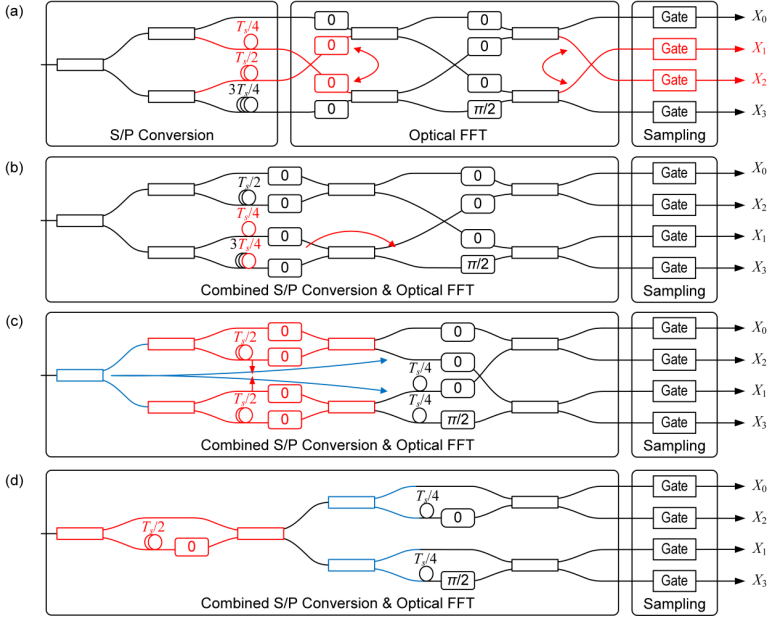 (a)
T_s/4
T_s/2
3T_s/4
0
0
0
0
0
0
0
π/2
Gate
Gate
Gate
Gate
X_0
X_1
X_2
X_3
S/P Conversion
Optical FFT
Sampling
(b)
T_s/2
T_s/4
3T_s/4
0
0
0
0
0
0
0
π/2
Gate
Gate
Gate
Gate
X_0
X_2
X_1
X_3
Combined S/P Conversion & Optical FFT
Sampling
(c)
T_s/2
T_s/2
0
0
0
0
T_s/4
T_s/4
0
0
0
π/2
Gate
Gate
Gate
Gate
X_0
X_2
X_1
X_3
Combined S/P Conversion & Optical FFT
Sampling
(d)
T_s/2
0
T_s/4
0
T_s/4
π/2
Gate
Gate
Gate
Gate
X_0
X_2
X_1
X_3
Combined S/P Conversion & Optical FFT
Sampling